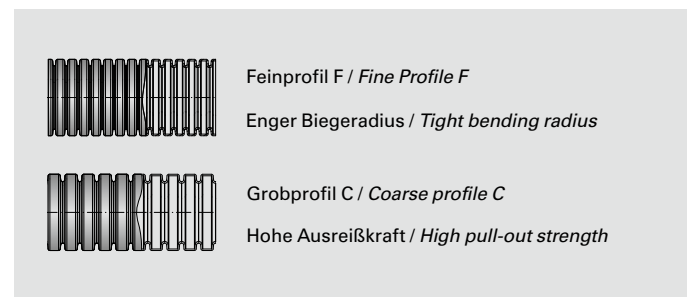 Feinprofil F / Fine Profile F
Enger Biegeradius / Tight bending radius
Grobprofil C / Coarse profile C
Hohe Ausreißkraft / High pull-out strength